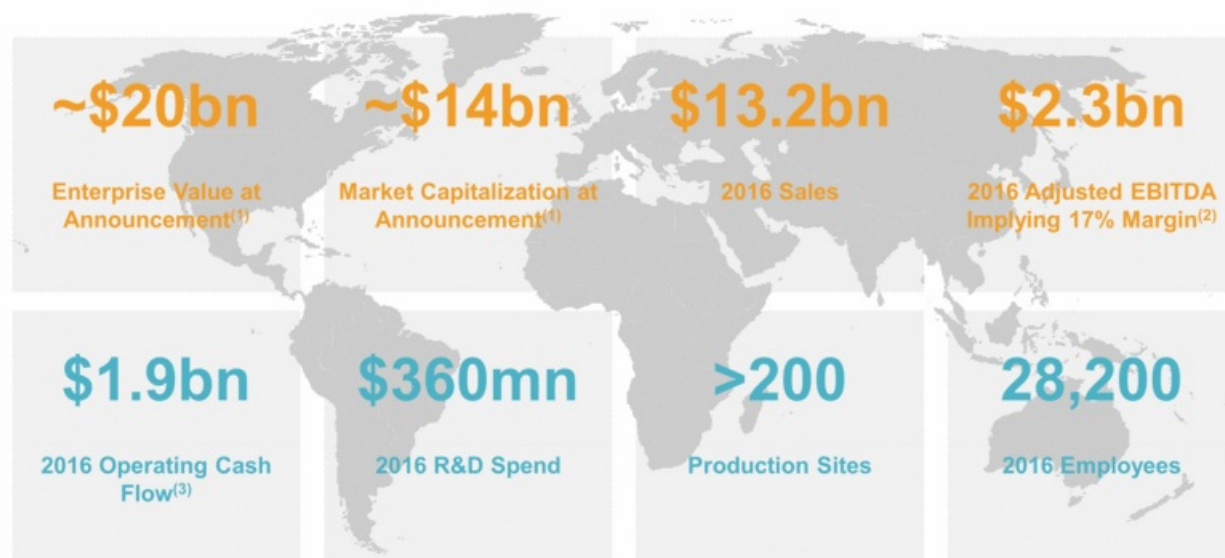 ~$20bn
Enterprise Value at
Announcement(1)
~$14bn
Market Capitalization at
Announcement(1)
$13.2bn
2016 Sales
$2.3bn
2016 Adjusted EBITDA
Implying 17% Margin(2)
$1.9bn
2016 Operating Cash
Flow(3)
$360mn
2016 R&D Spend
>200
Production Sites
28,200
2016 Employees